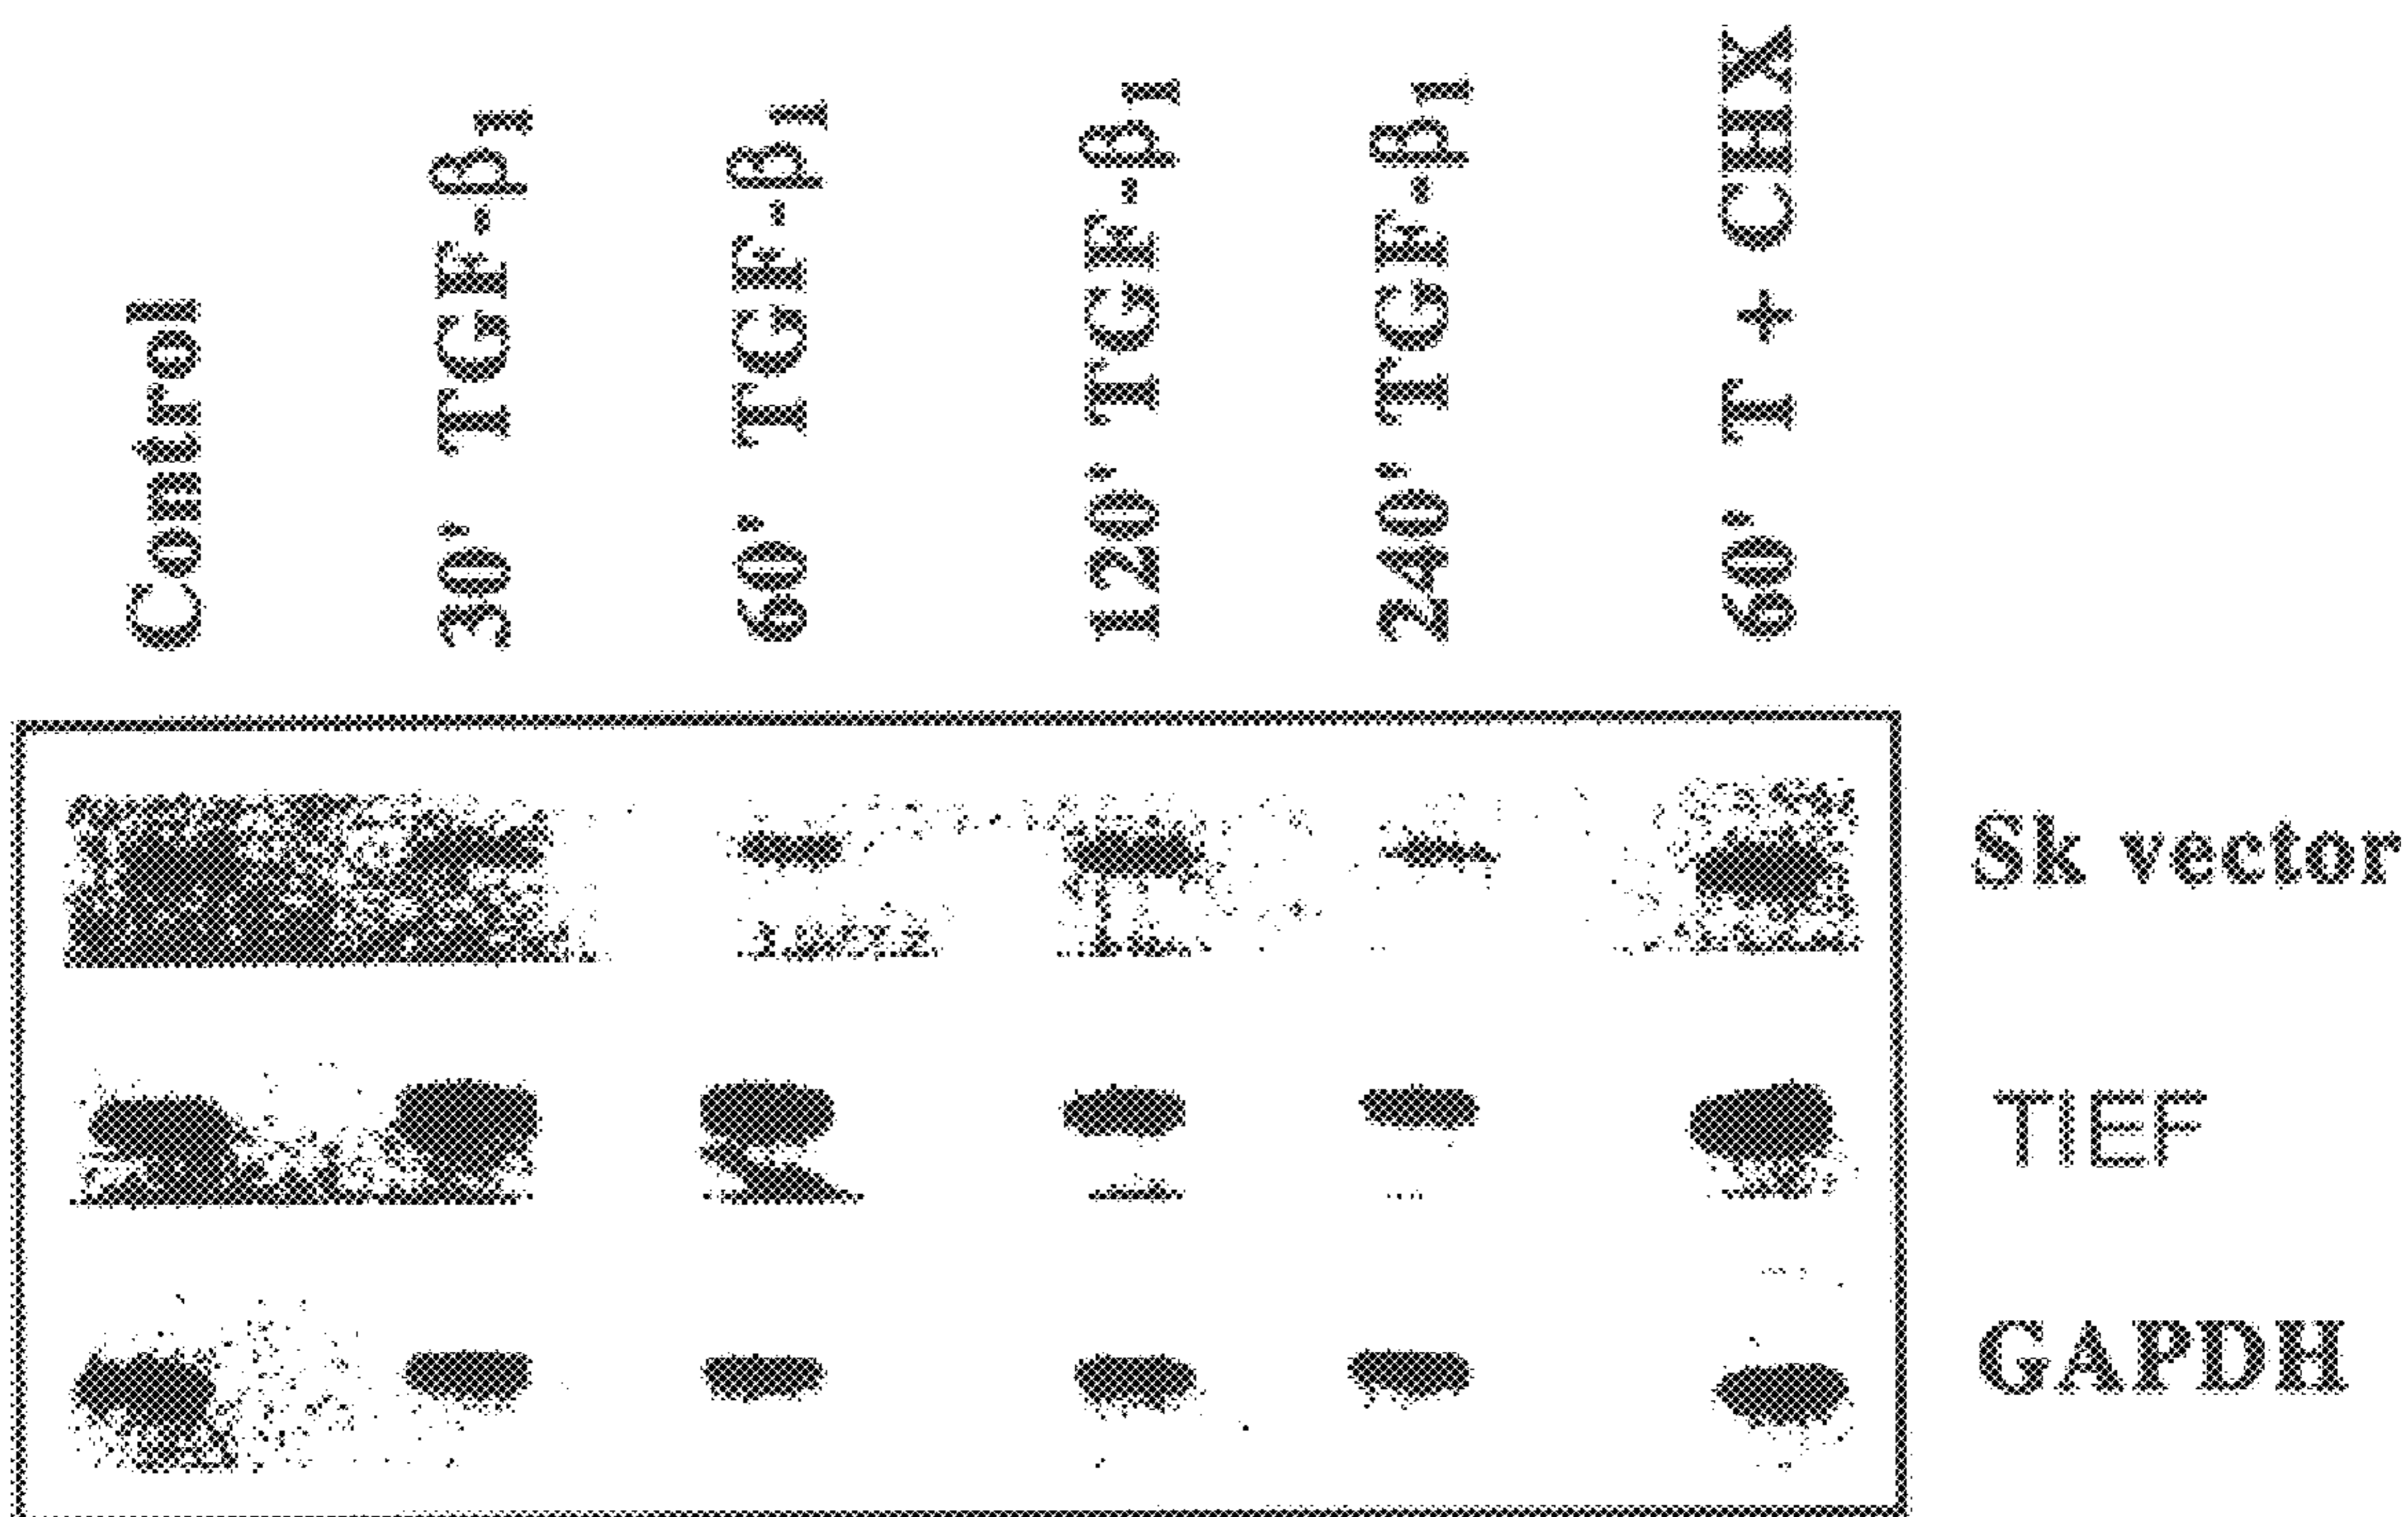 Control
30' TGF-β1
60' TGF-β1
120' TGF-β1
240' TGF-β1
60' T + CHX
Sk vector
TIEF
GAPDH